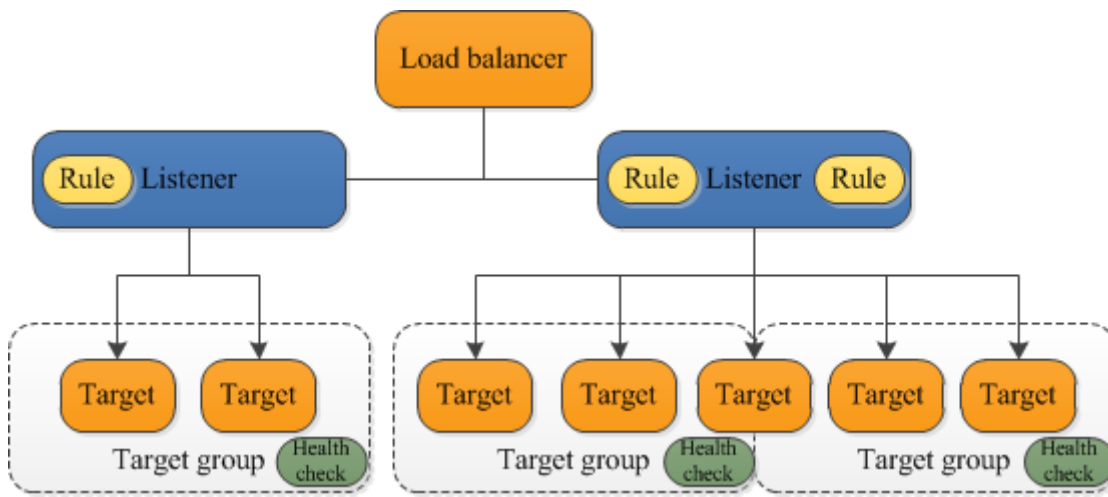 Load balancer
Rule Listener
Rule Listener Rule
Target Target
Target Target Target Target Target
Target group Health check
Target group Health check
Target group Health check